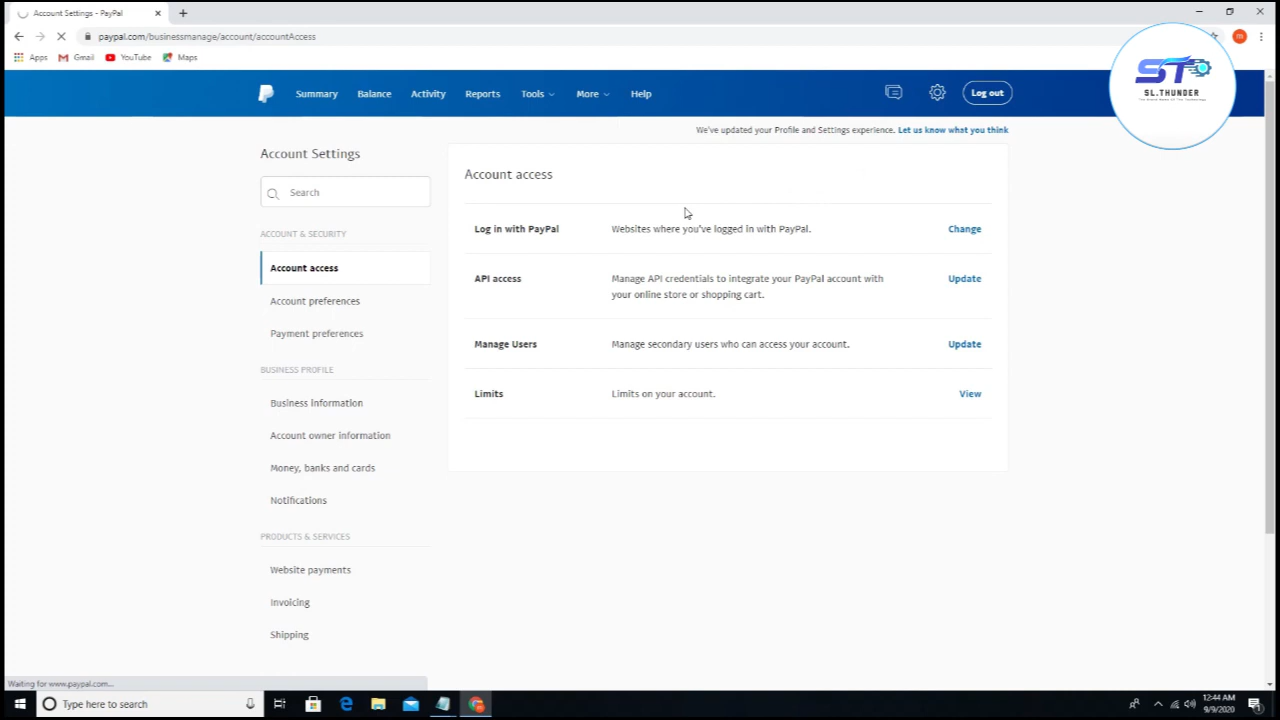 Account Settings - PayPal
paypal.com/businessmanage/account/accountAccess
Apps Gmail YouTube Maps
ST
SL.THUNDER
Summary Balance Activity Reports Tools More Help Log out
We've updated your Profile and Settings experience. Let us know what you think
Account Settings
Search
ACCOUNT & SECURITY
Account access
Account preferences
Payment preferences
BUSINESS PROFILE
Business information
Account owner information
Money, banks and cards
Notifications
PRODUCTS & SERVICES
Website payments
Invoicing
Shipping
Account access
Log in with PayPal Websites where you've logged in with PayPal. Change
API access Manage API credentials to integrate your PayPal account with Update
your online store or shopping cart.
Manage Users Manage secondary users who can access your account. Update
Limits Limits on your account. View
Waiting for www.paypal.com...
Type here to search
12:44 AM
9/9/2020